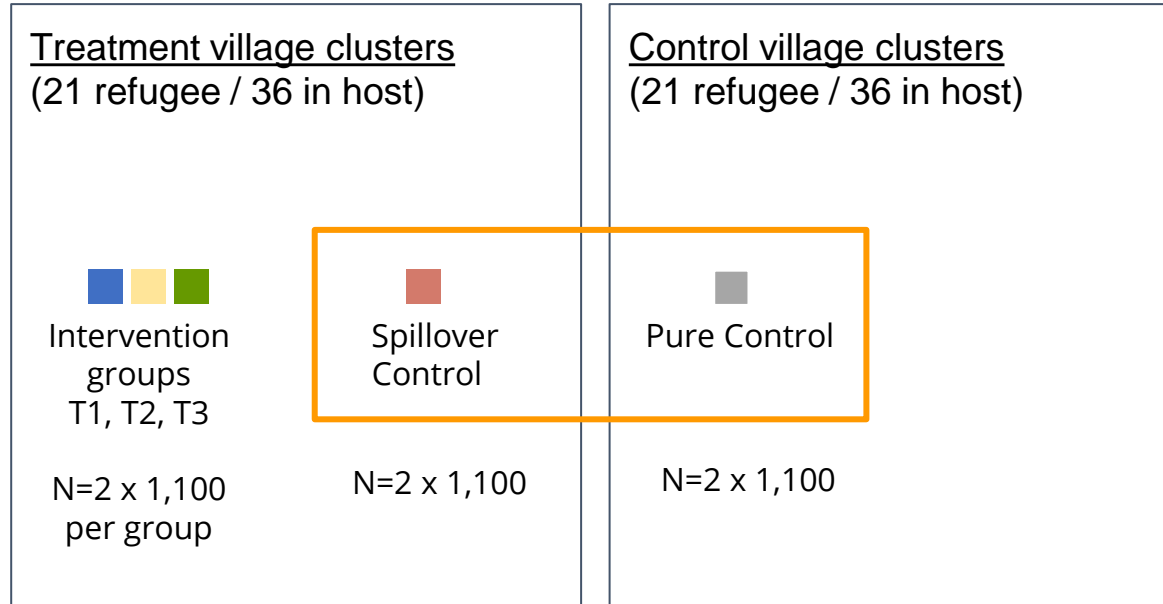 Treatment village clusters
(21 refugee / 36 in host)
Intervention
groups
T1, T2, T3
N=2 x 1,100
per group
Spillover
Control
N=2 x 1,100
Control village clusters
(21 refugee / 36 in host)
Pure Control
N=2 x 1,100